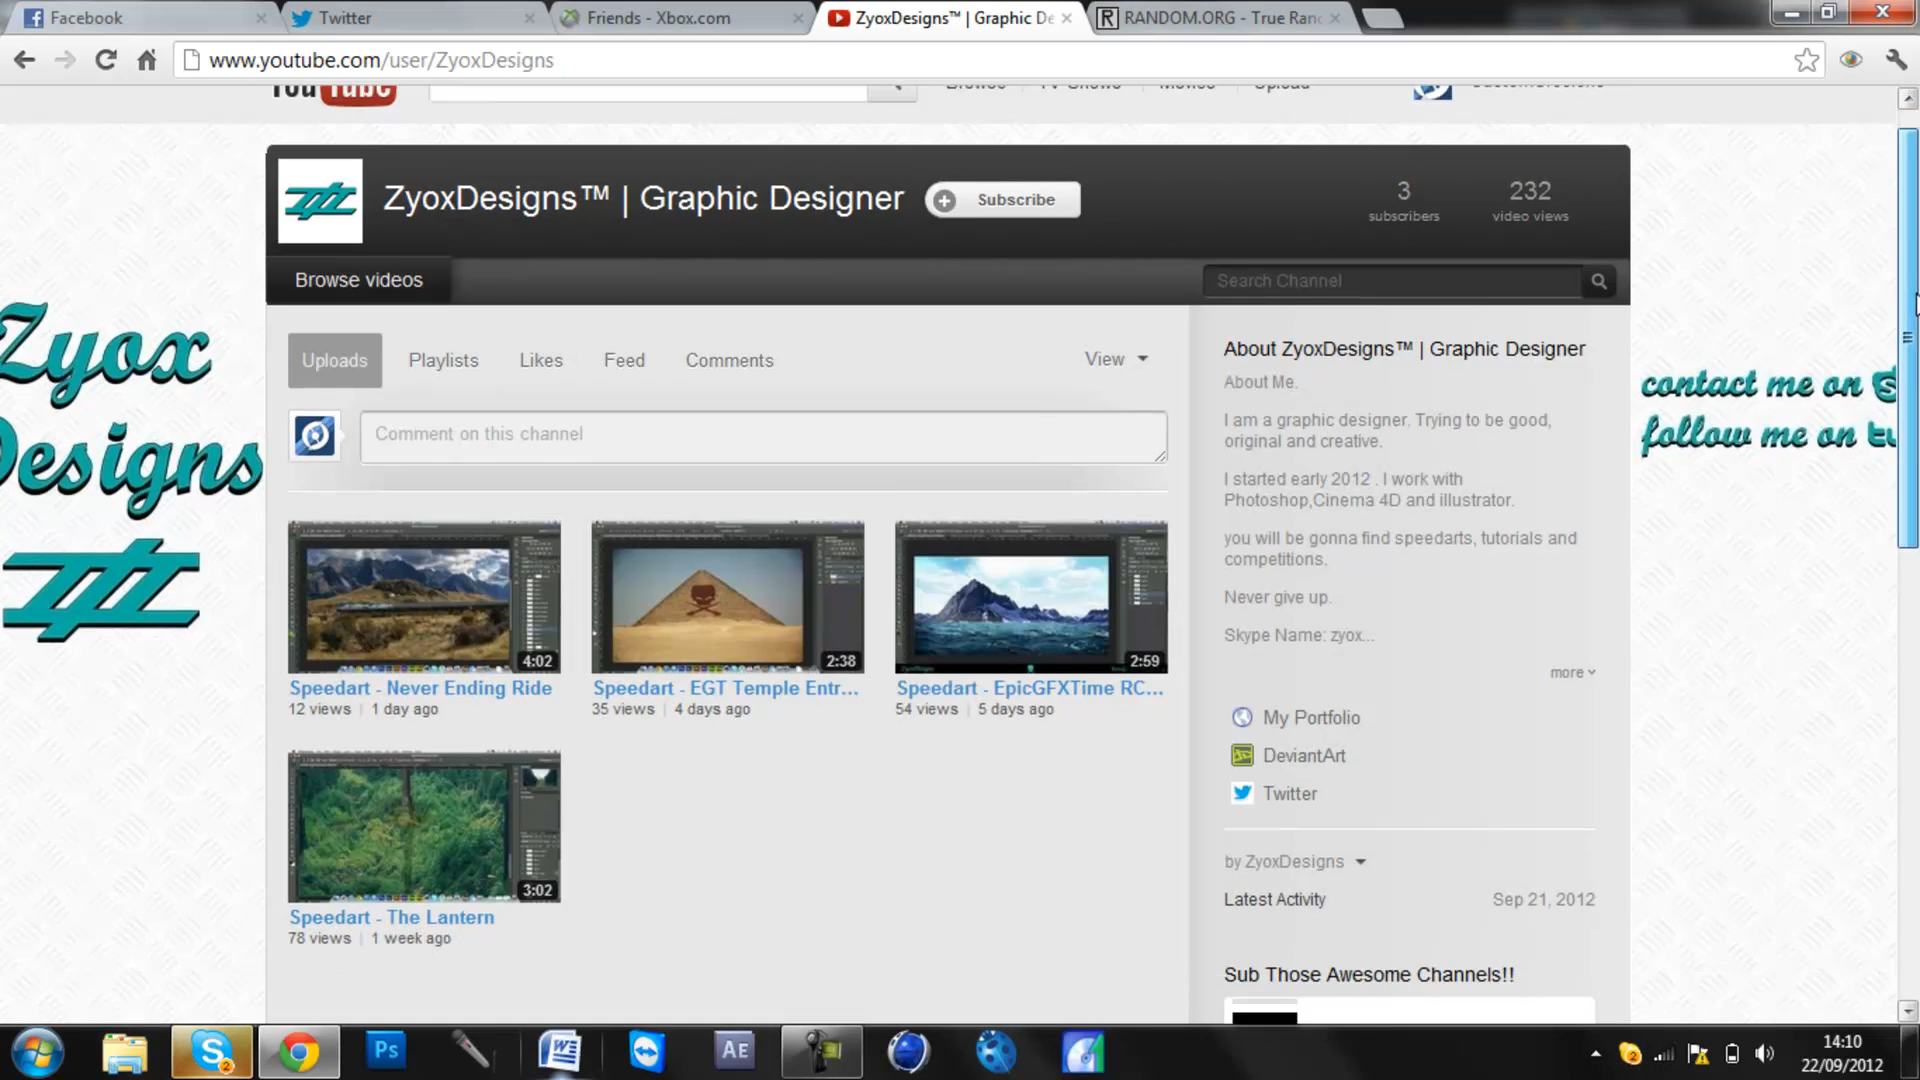 Facebook
Twitter
Friends - Xbox.com
ZyoxDesigns™ | Graphic De
RANDOM.ORG - True Ran
www.youtube.com/user/ZyoxDesigns
YouTube
Browse
Movies
Upload
ZyoxDesigns™ | Graphic Designer
Subscribe
3
subscribers
232
video views
Browse videos
Search Channel
Uploads
Playlists
Likes
Feed
Comments
View
Comment on this channel
Zyox
Designs
contact me on
follow me on
Speedart - Never Ending Ride
12 views | 1 day ago
4:02
Speedart - EGT Temple Entr...
35 views | 4 days ago
2:38
Speedart - EpicGFXTime RC...
54 views | 5 days ago
2:59
Speedart - The Lantern
78 views | 1 week ago
3:02
About ZyoxDesigns™ | Graphic Designer
About Me.
I am a graphic designer. Trying to be good,
original and creative.
I started early 2012 . I work with
Photoshop,Cinema 4D and illustrator.
you will be gonna find speedarts, tutorials and
competitions.
Never give up.
Skype Name: zyox...
more
My Portfolio
DeviantArt
Twitter
by ZyoxDesigns
Latest Activity
Sep 21, 2012
Sub Those Awesome Channels!!
Ps
AE
14:10
22/09/2012